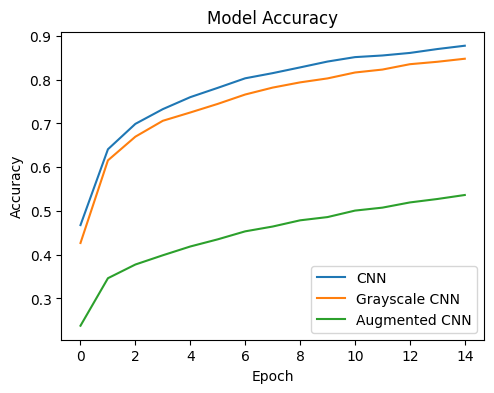 Model Accuracy
Accuracy
0.9
0.8
0.7
0.6
0.5
0.4
0.3
CNN
Grayscale CNN
Augmented CNN
0 2 4 6 8 10 12 14
Epoch